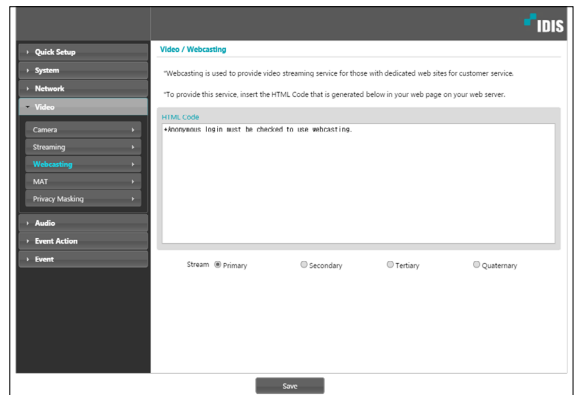 IDIS
Quick Setup
System
Network
Video
Camera
Streaming
Webcasting
MAT
Privacy Masking
Audio
Event Action
Event
Video / Webcasting
*Webcasting is used to provide video streaming service for those with dedicated web sites for customer service.
*To provide this service, insert the HTML Code that is generated below in your web page on your web server.
HTML Code
*Anonymous login must be checked to use webcasting.
Stream Primary Secondary Tertiary Quaternary
Save